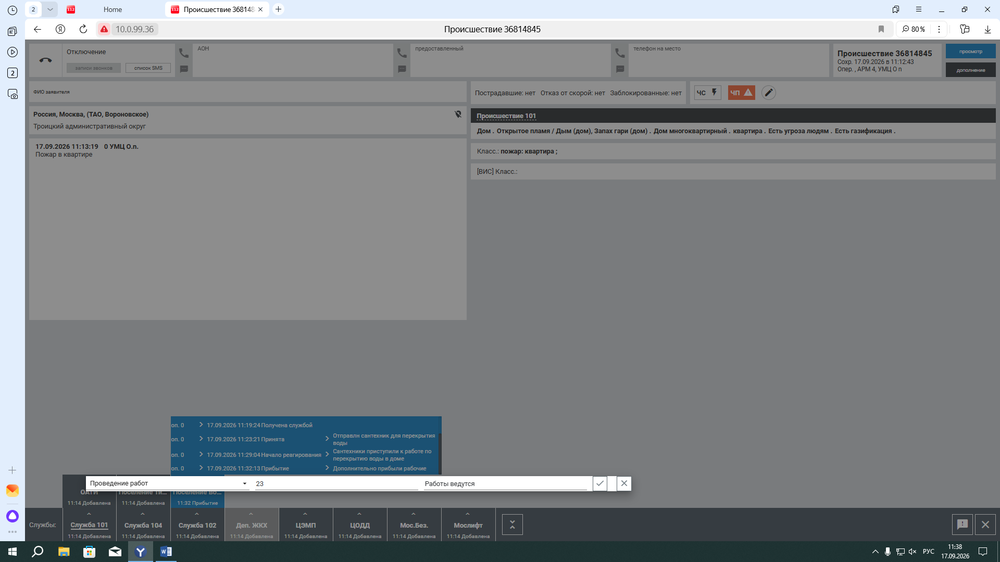 2
112
Home
112
Происшествие 368148
10.0.99.36
Происшествие 36814845
80 %
2
Отключение
записи звонков
список SMS
АОН
предоставленный
телефон на место
Происшествие 36814845
Сохр. 17.09.2026 в 11:12:43
Опер. , АРМ 4, УМЦ О п
просмотр
дополнение
ФИО заявителя
Пострадавшие: нет Отказ от скорой: нет Заблокированные: нет
ЧС
ЧП
Россия, Москва, (ТАО, Вороновское)
Троицкий административный округ
Происшествие 101
Дом . Открытое пламя / Дым (дом), Запах гари (дом) . Дом многоквартирный . квартира . Есть угроза людям . Есть газификация .
17.09.2026 11:13:19 0 УМЦ О.п.
Пожар в квартире
Класс.: пожар: квартира ;
[ВИС] Класс.:
оп. 0 17.09.2026 11:19:24 Получена службой
оп. 0 17.09.2026 11:23:21 Принята
Отправлн сантехник для перекрытия
воды
оп. 0 17.09.2026 11:29:04 Начало реагирования
Сантехники приступили к работе по
перекрытию воды в доме
оп. 0 17.09.2026 11:32:13 Прибытие
Дополнительно прибыли рабочие
Проведение работ
23
Работы ведутся
ОАТИ
11:14 Добавлена
Поселение Ти...
11:14 Добавлена
Поселение Во...
11:32 Прибытие
Службы:
Служба 101
11:14 Добавлена
Служба 104
11:14 Добавлена
Служба 102
11:14 Добавлена
Деп. ЖКХ
11:14 Добавлена
ЦЭМП
11:14 Добавлена
ЦОДД
11:14 Добавлена
Мос.Без.
11:14 Добавлена
Мослифт
11:14 Добавлена
РУС
11:38
17.09.2026